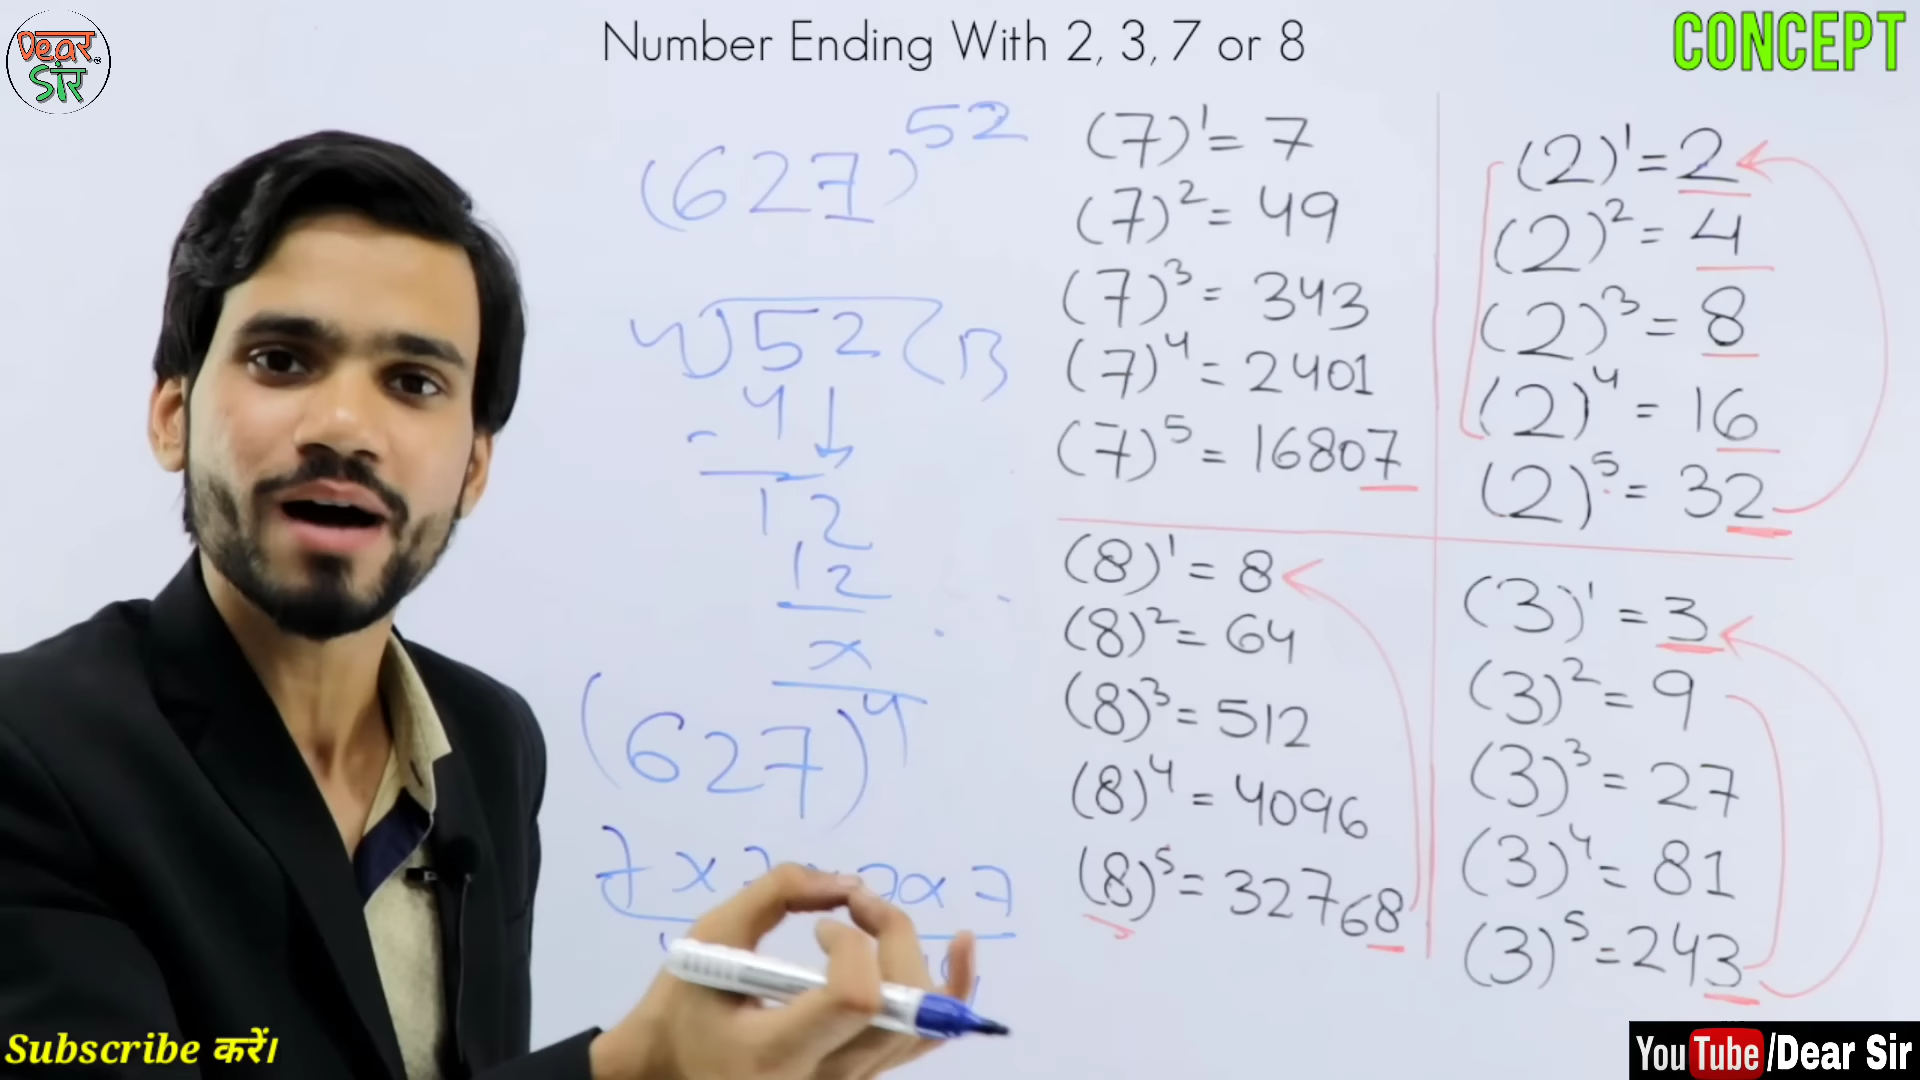 Dear Sir
Number Ending With 2, 3, 7 or 8
CONCEPT
(627)^52
4)52(13
- 4↓
12
12
x
(627)^4
7 x 7 x 7 x 7
(7)^1 = 7
(7)^2 = 49
(7)^3 = 343
(7)^4 = 2401
(7)^5 = 16807
(8)^1 = 8
(8)^2 = 64
(8)^3 = 512
(8)^4 = 4096
(8)^5 = 32768
(2)^1 = 2
(2)^2 = 4
(2)^3 = 8
(2)^4 = 16
(2)^5 = 32
(3)^1 = 3
(3)^2 = 9
(3)^3 = 27
(3)^4 = 81
(3)^5 = 243
Subscribe करें।
YouTube/Dear Sir